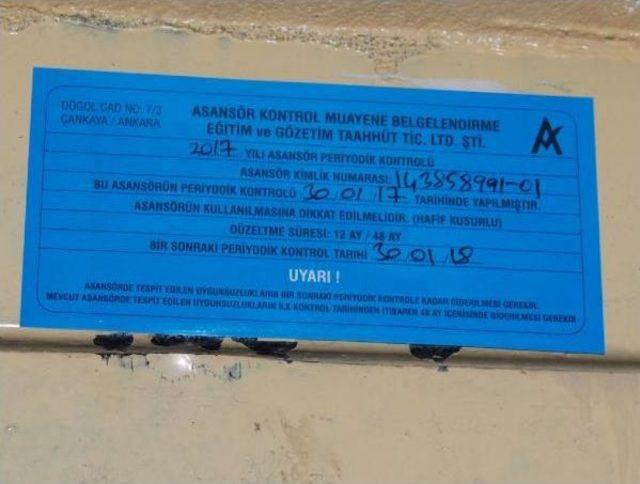 DÖGOL CAD NO: 7/3
ÇANKAYA / ANKARA
ASANSÖR KONTROL MUAYENE BELGELENDİRME
EĞİTİM ve GÖZETİM TAAHHÜT TİC. LTD. ŞTİ.
2017 YILI ASANSÖR PERİYODİK KONTROLÜ
ASANSÖR KİMLİK NUMARASI: 143858991-01
BU ASANSÖRÜN PERİYODİK KONTROLÜ 30/01/17 TARİHİNDE YAPILMIŞTIR.
ASANSÖRÜN KULLANILMASINA DİKKAT EDİLMELİDİR. (HAFİF KUSURLU)
DÜZELTME SÜRESİ: 12 AY / 48 AY
BİR SONRAKİ PERİYODİK KONTROL TARİHİ 30/01/18
UYARI !
ASANSÖRDE TESPİT EDİLEN UYGUNSUZLUKLARIN BİR SONRAKİ PERİYODİK KONTROLE KADAR GİDERİLMESİ GEREKİR.
MEVCUT ASANSÖRDE TESPİT EDİLEN UYGUNSUZLUKLARIN İLK KONTROL TARİHİNDEN İTİBAREN 48 AY İÇERİSİNDE GİDERİLMESİ GEREKİR